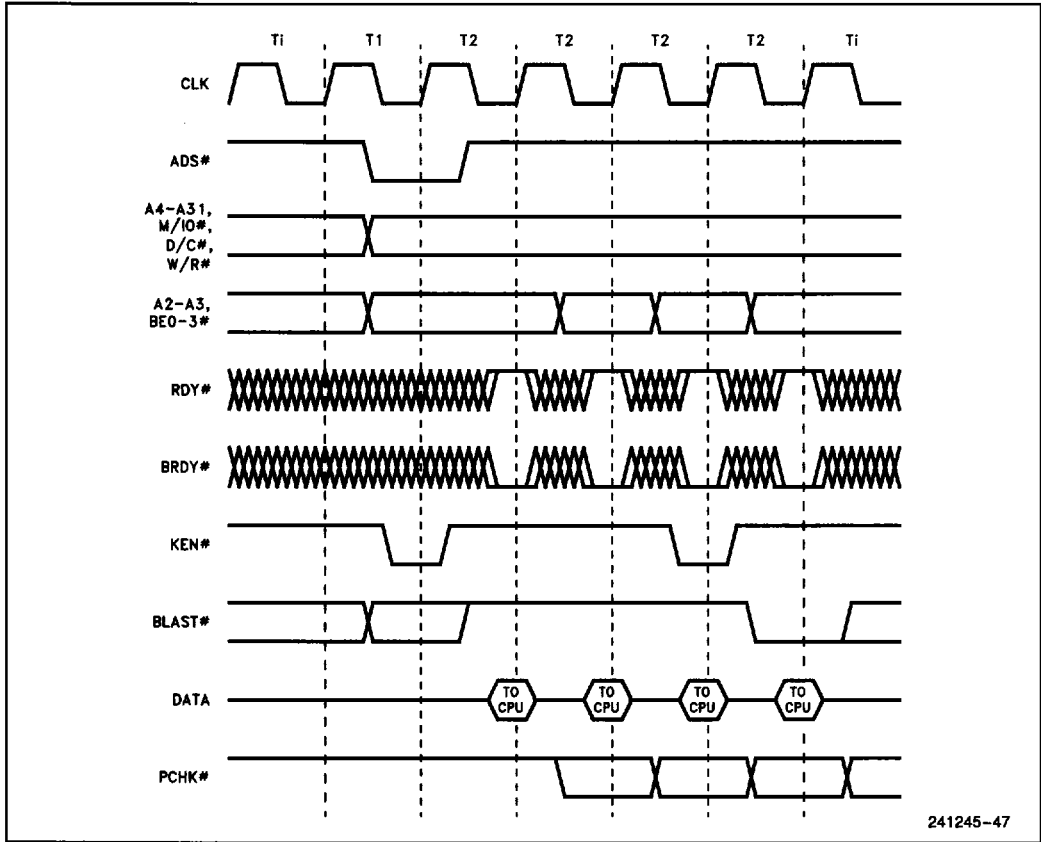 Ti T1 T2 T2 T2 T2 Ti
CLK
ADS#
A4-A31,
M/IO#,
D/C#,
W/R#
A2-A3,
BE0-3#
RDY#
BRDY#
KEN#
BLAST#
DATA
TO CPU
TO CPU
TO CPU
TO CPU
PCHK#
241245-47